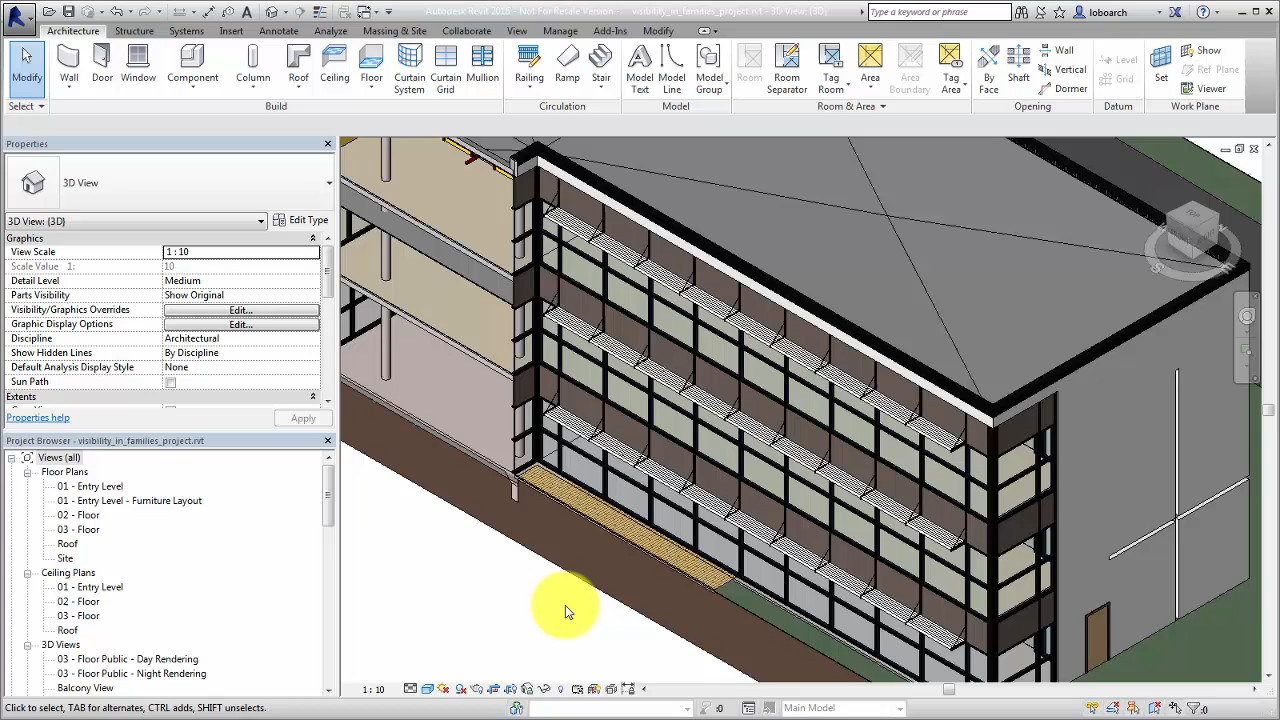 Autodesk Revit 2016 - Not For Resale Version - visibility_in_families_project.rvt - 3D View: {3D}
Type a keyword or phrase
loboarch
Architecture Structure Systems Insert Annotate Analyze Massing & Site Collaborate View Manage Add-Ins Modify
Modify Wall Door Window Component Column Roof Ceiling Floor Curtain System Curtain Grid Railing Ramp Stair Model Text Model Line Model Group Room Room Separator Tag Room Area Area Boundary Tag Area By Face Shaft Wall Vertical Dormer Level Grid Set Show Ref Plane Viewer
Select Build Circulation Model Room & Area Opening Datum Work Plane
Properties
3D View
3D View: {3D} Edit Type
Graphics
View Scale 1 : 10
Scale Value 1: 10
Detail Level Medium
Parts Visibility Show Original
Visibility/Graphics Overrides Edit...
Graphic Display Options Edit...
Discipline Architectural
Show Hidden Lines By Discipline
Default Analysis Display Style None
Sun Path
Extents
Properties help Apply
Project Browser - visibility_in_families_project.rvt
Views (all)
Floor Plans
01 - Entry Level
01 - Entry Level - Furniture Layout
02 - Floor
03 - Floor
Roof
Site
Ceiling Plans
01 - Entry Level
02 - Floor
03 - Floor
Roof
3D Views
03 - Floor Public - Day Rendering
03 - Floor Public - Night Rendering
Balcony View
1 : 10
Click to select, TAB for alternates, CTRL adds, SHIFT unselects. :0 Main Model :0